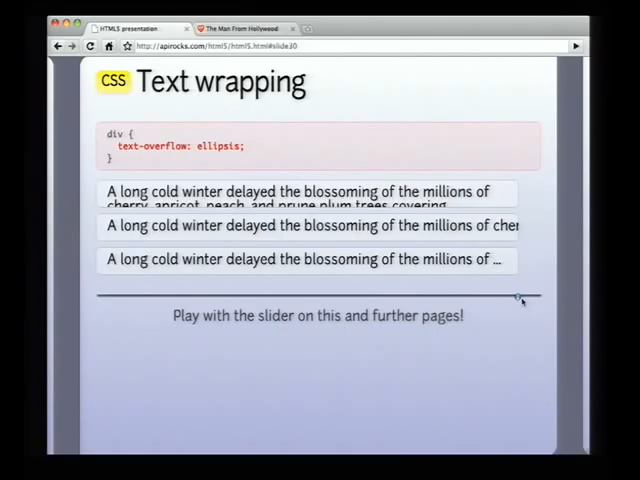 HTML5 presentation
The Man From Hollywood
http://apirocks.com/html5/html5.html#slide30
CSS Text wrapping
div {
text-overflow: ellipsis;
}
A long cold winter delayed the blossoming of the millions of
cherry, apricot, peach, and prune plum trees covering
A long cold winter delayed the blossoming of the millions of cher
A long cold winter delayed the blossoming of the millions of ...
Play with the slider on this and further pages!